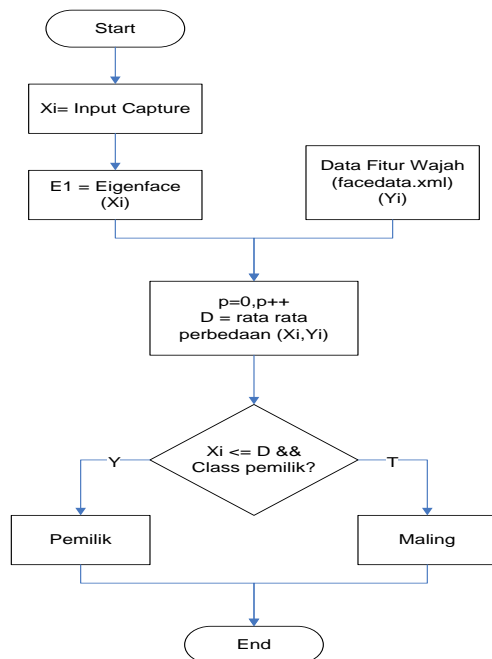 Start
Xi= Input Capture
E1 = Eigenface
(Xi)
Data Fitur Wajah
(facedata.xml)
(Yi)
p=0,p++
D = rata rata
perbedaan (Xi,Yi)
Xi <= D &&
Class pemilik?
Y
T
Pemilik
Maling
End